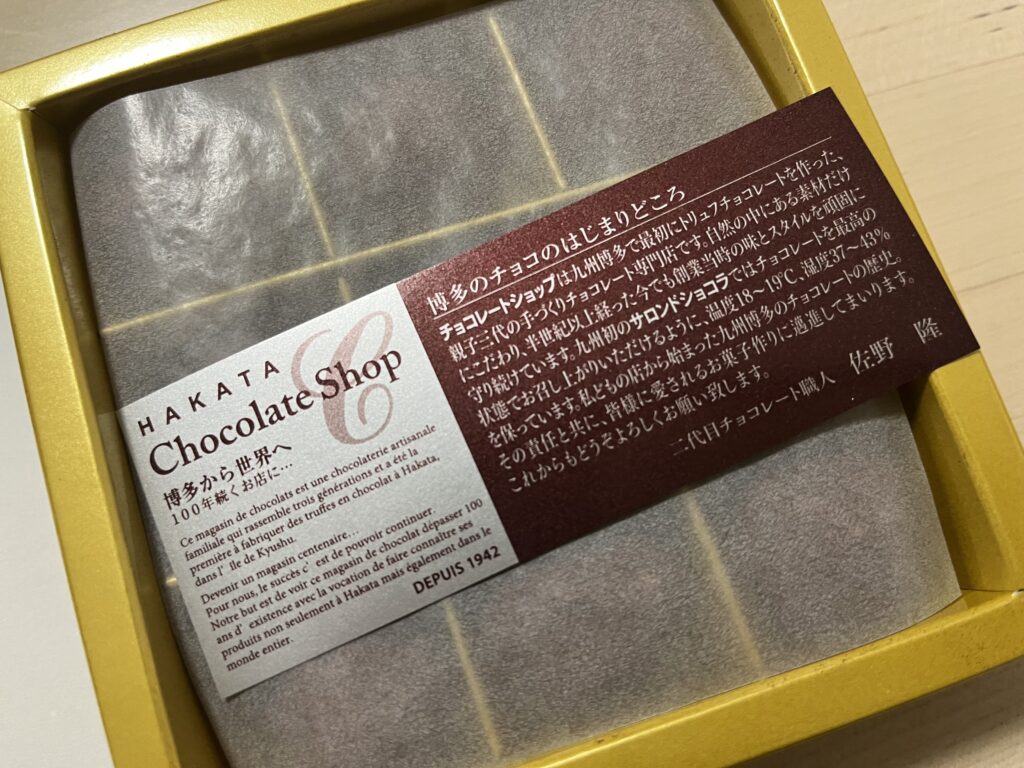 HAKATA
Chocolate Shop
C
博多から世界へ
100年続くお店に…
Ce magasin de chocolats est une chocolaterie artisanale
familiale qui rassemble trois générations et a été la
première à fabriquer des truffes en chocolat à Hakata,
dans l’île de Kyushu.
Devenir un magasin centenaire…
Pour nous, le succès c’est de pouvoir continuer
Notre but est de voir ce magasin de chocolat dépasser 100
ans d’existence avec la vocation de faire connaître ses
produits non seulement à Hakata mais également dans le
monde entier.
DEPUIS 1942
博多のチョコのはじまりどころ
チョコレートショップは九州博多で最初にトリュフチョコレートを作った、
親子三代の手づくりチョコレート専門店です。自然の中にある素材だけ
にこだわり、半世紀以上経った今でも創業当時の味とスタイルを頑固に
守り続けています。九州初のサロンドショコラではチョコレートを最高の
状態でお召し上がりいただけるように、温度18〜19℃、湿度37〜43%
を保っています。私どもの店から始まった九州博多のチョコレートの歴史。
その責任と共に、皆様に愛されるお菓子作りに邁進してまいります。
これからもどうぞよろしくお願い致します。
二代目チョコレート職人 佐野 隆